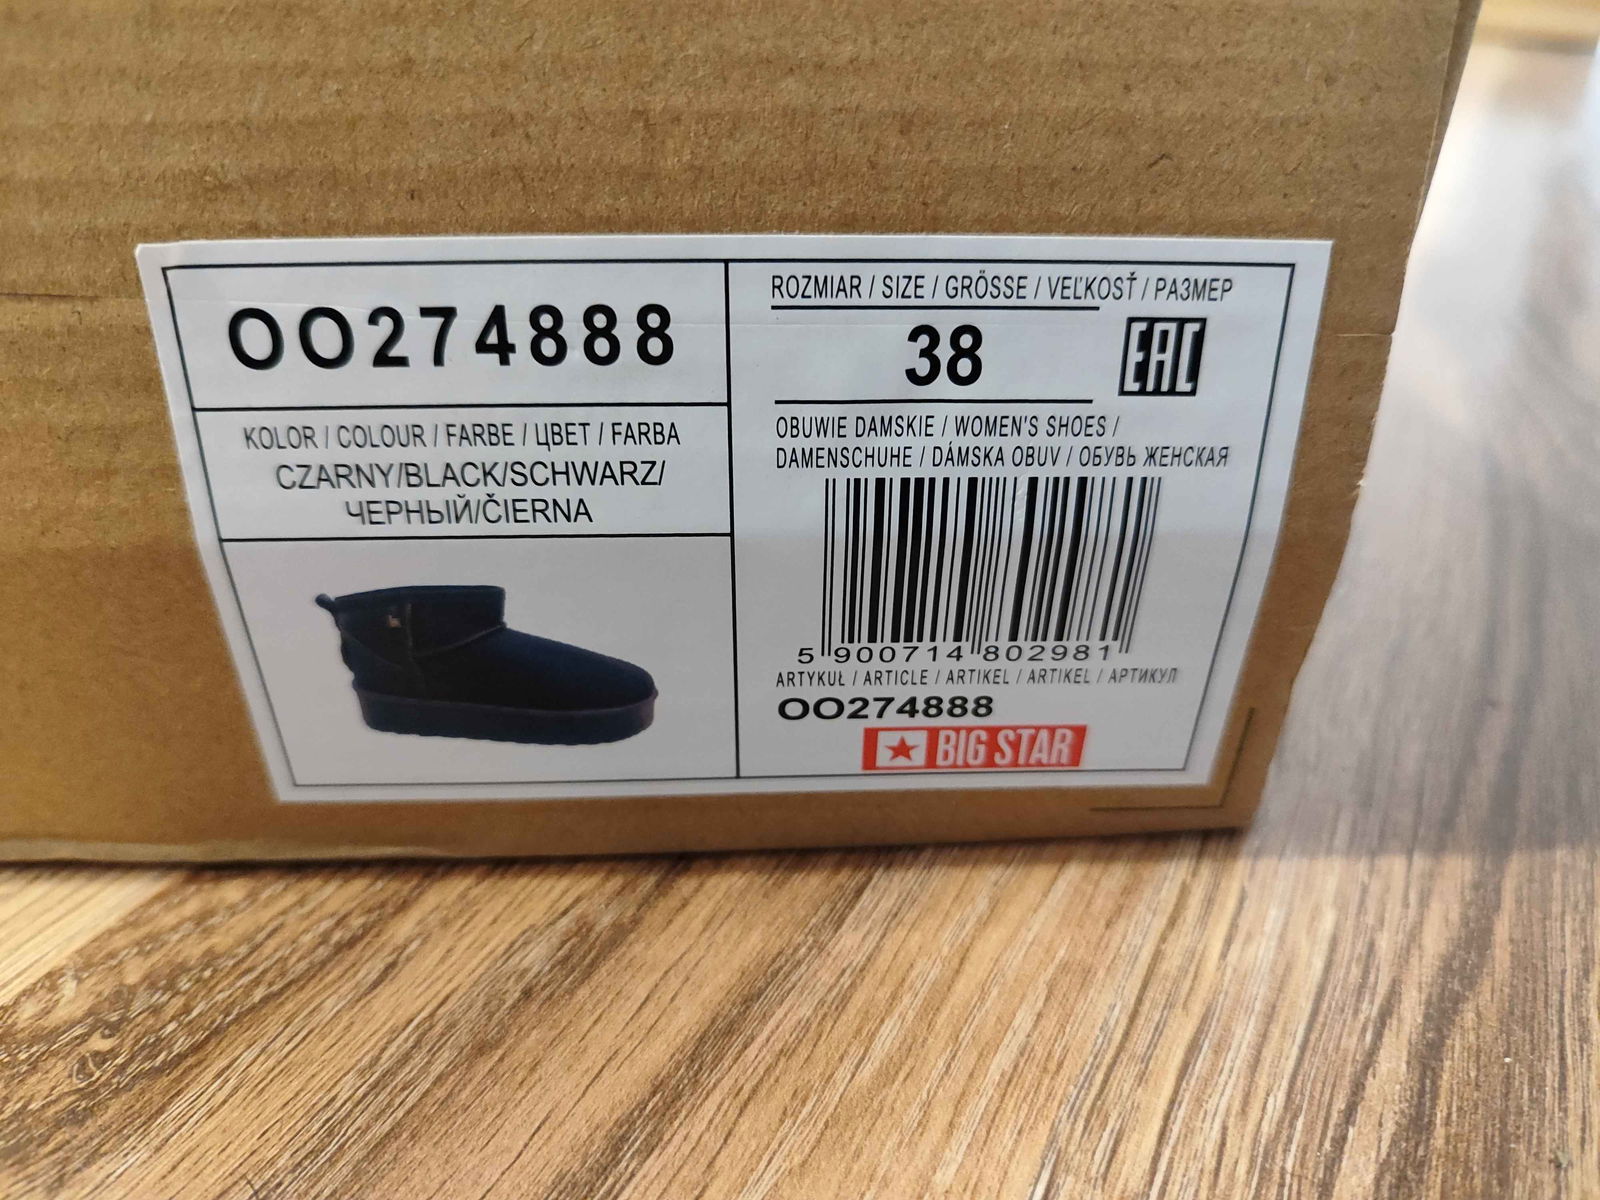 OO274888
KOLOR / COLOUR / FARBE / ЦВЕТ / FARBA
CZARNY/BLACK/SCHWARZ/
ЧЕРНЫЙ/ČIERNA
ROZMIAR / SIZE / GRÖSSE / VEĽKOSŤ / РАЗМЕР
38
EAC
OBUWIE DAMSKIE / WOMEN'S SHOES /
DAMENSCHUHE / DÁMSKA OBUV / ОБУВЬ ЖЕНСКАЯ
5 900714 802981
ARTYKUŁ / ARTICLE / ARTIKEL / ARTIKEL / АРТИКУЛ
OO274888
BIG STAR